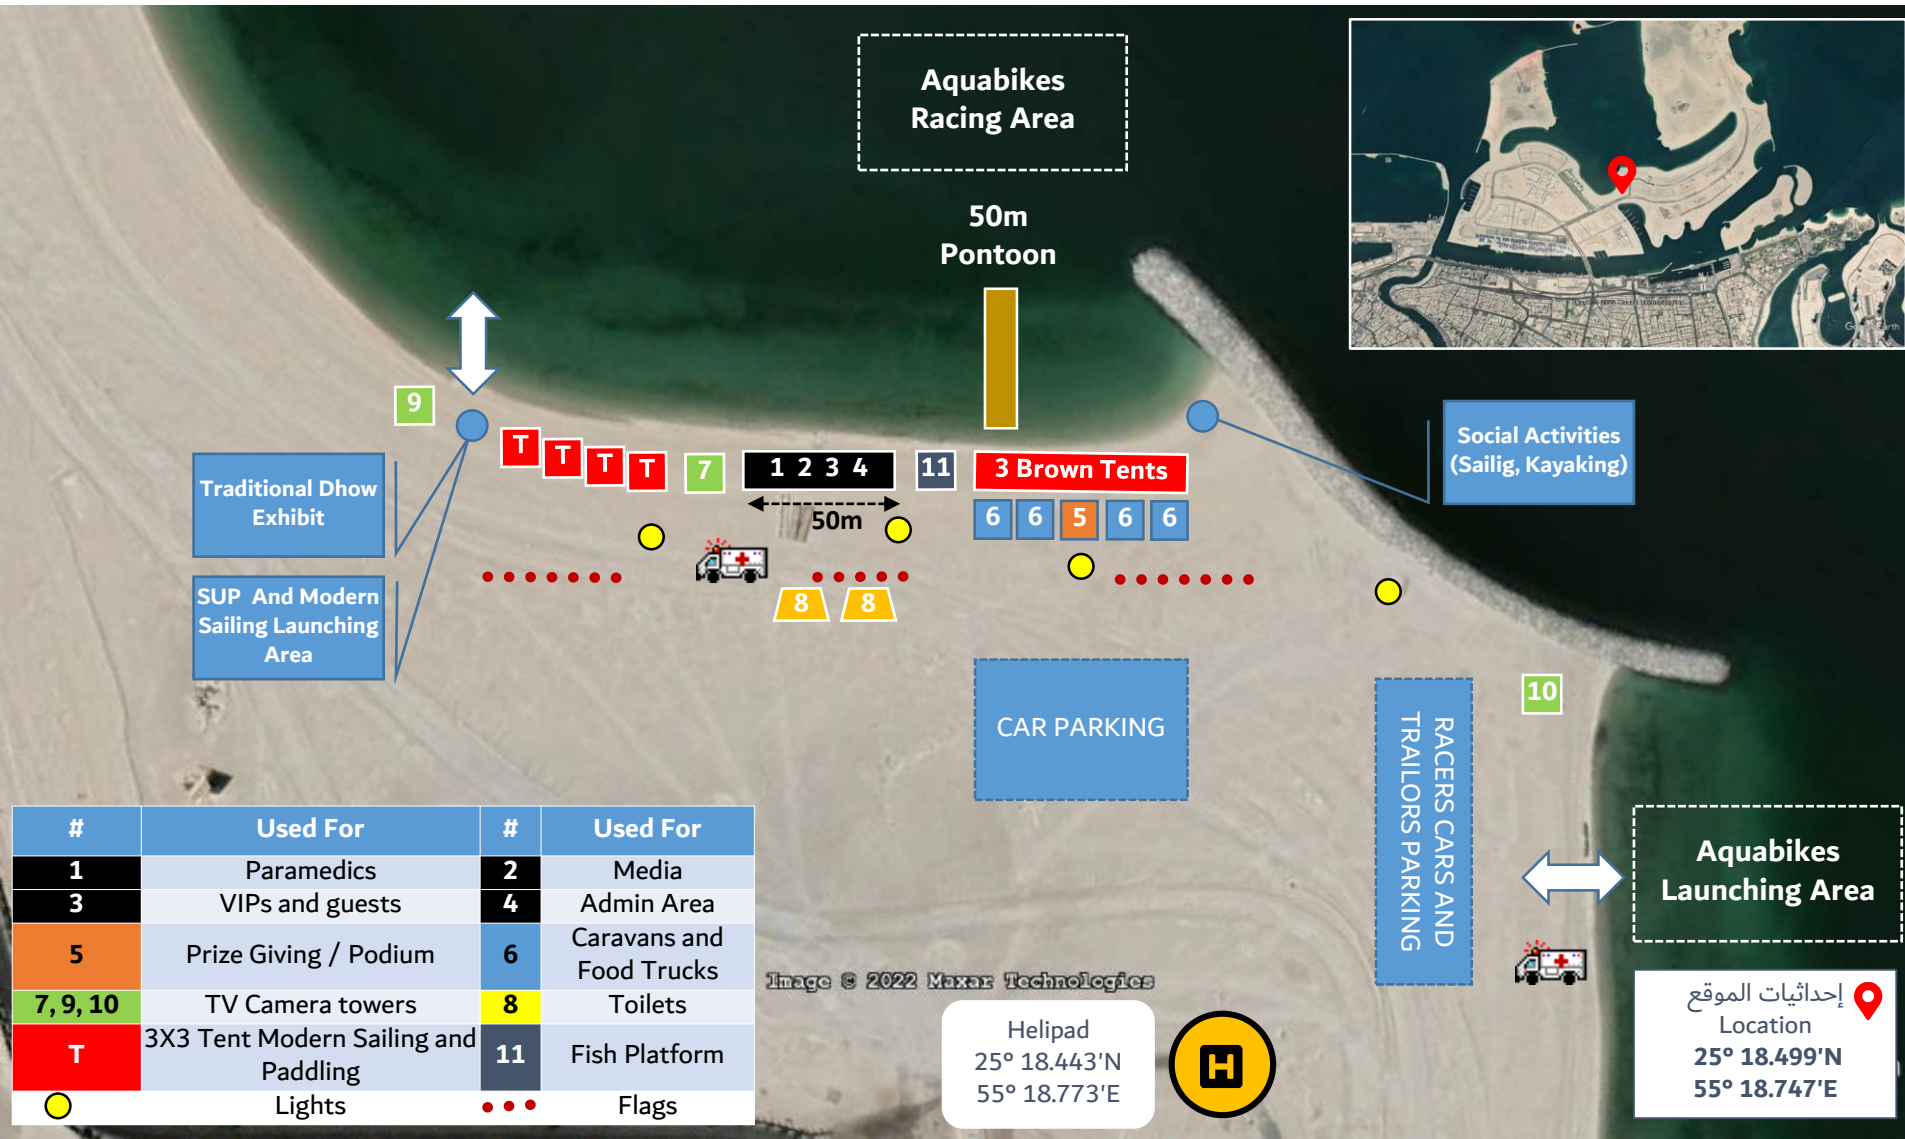 Aquabikes
Racing Area
50m
Pontoon
9
T
T
T
T
7
1 2 3 4
11
3 Brown Tents
50m
6
6
5
6
6
8
8
Traditional Dhow
Exhibit
SUP And Modern
Sailing Launching
Area
Social Activities
(Sailig, Kayaking)
CAR PARKING
RACERS CARS AND
TRAILORS PARKING
10
Aquabikes
Launching Area
# Used For # Used For
1 Paramedics 2 Media
3 VIPs and guests 4 Admin Area
5 Prize Giving / Podium 6 Caravans and
Food Trucks
7, 9, 10 TV Camera towers 8 Toilets
T 3X3 Tent Modern Sailing and
Paddling 11 Fish Platform
Lights Flags
Image © 2022 Maxar Technologies
Helipad
25° 18.443'N
55° 18.773'E
H
إحداثيات الموقع
Location
25° 18.499'N
55° 18.747'E